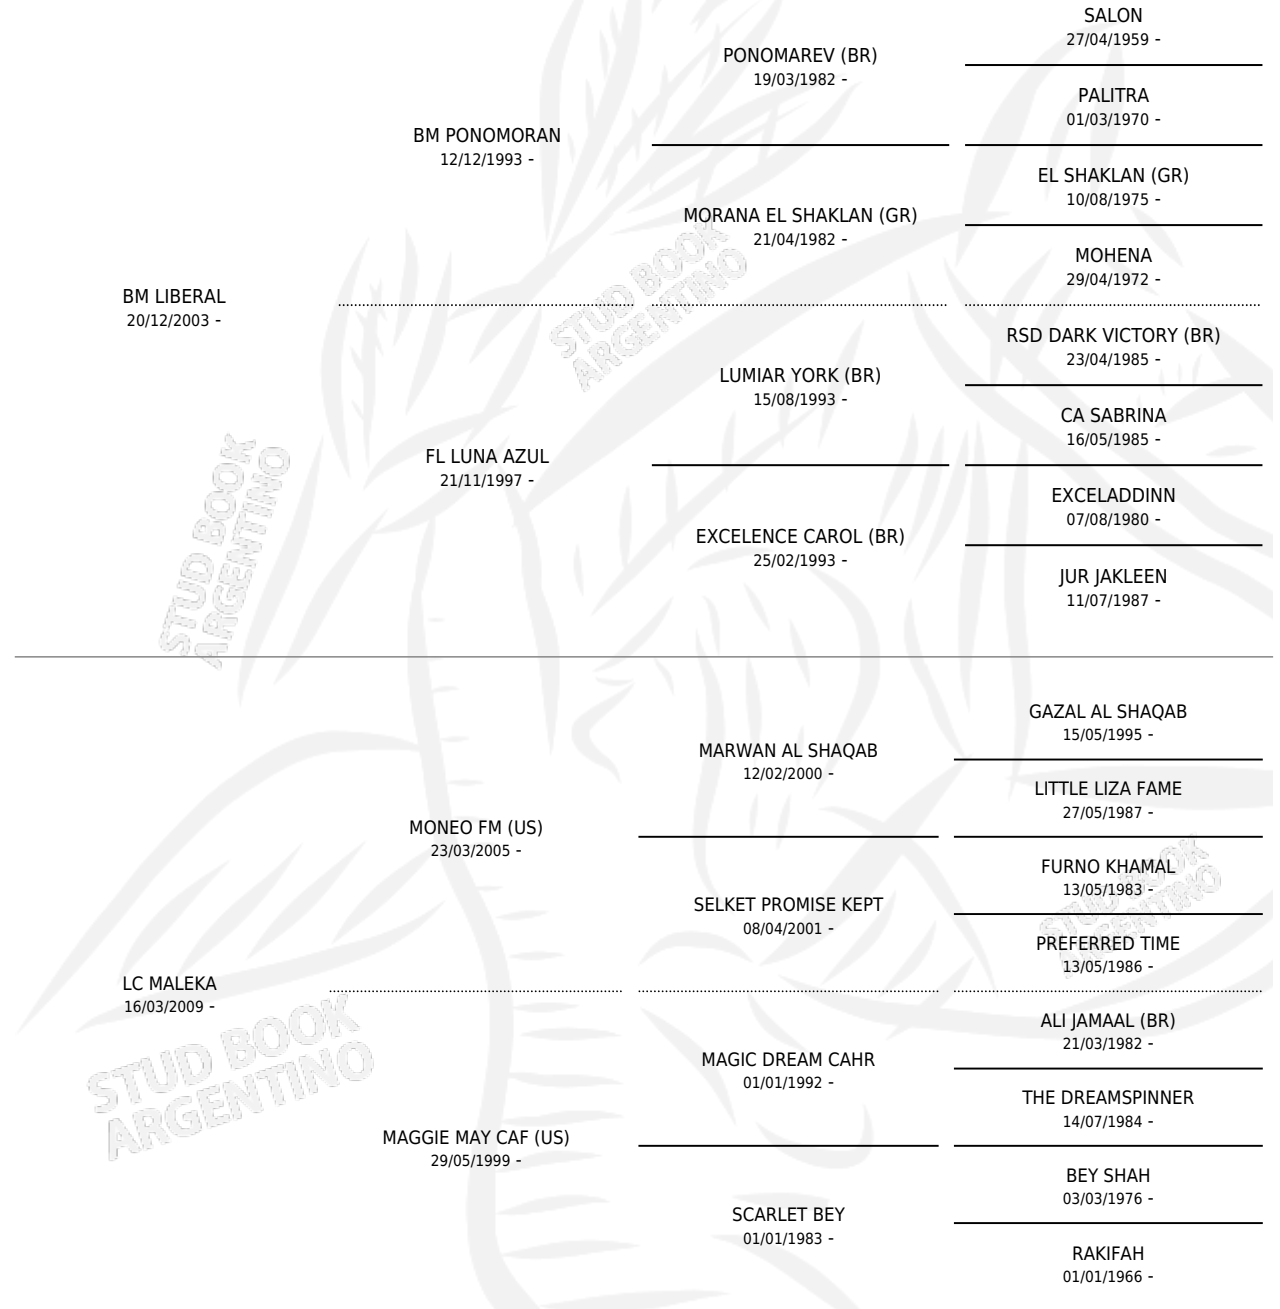 SALON
27/04/1959 -
PONOMAREV (BR)
19/03/1982 -
PALITRA
01/03/1970 -
BM PONOMORAN
12/12/1993 -
EL SHAKLAN (GR)
10/08/1975 -
MORANA EL SHAKLAN (GR)
21/04/1982 -
MOHENA
29/04/1972 -
BM LIBERAL
20/12/2003 -
STUD BOOK
ARGENTINO
RSD DARK VICTORY (BR)
23/04/1985 -
LUMIAR YORK (BR)
15/08/1993 -
CA SABRINA
16/05/1985 -
FL LUNA AZUL
21/11/1997 -
EXCELADDINN
07/08/1980 -
EXCELENCE CAROL (BR)
25/02/1993 -
JUR JAKLEEN
11/07/1987 -
STUD BOOK
ARGENTINO
GAZAL AL SHAQAB
15/05/1995 -
MARWAN AL SHAQAB
12/02/2000 -
LITTLE LIZA FAME
27/05/1987 -
MONEO FM (US)
23/03/2005 -
FURNO KHAMAL
13/05/1983 -
SELKET PROMISE KEPT
08/04/2001 -
STUD BOOK
ARGENTINO
PREFERRED TIME
13/05/1986 -
LC MALEKA
16/03/2009 -
ALI JAMAAL (BR)
21/03/1982 -
MAGIC DREAM CAHR
01/01/1992 -
THE DREAMSPINNER
14/07/1984 -
STUD BOOK
ARGENTINO
MAGGIE MAY CAF (US)
29/05/1999 -
BEY SHAH
03/03/1976 -
SCARLET BEY
01/01/1983 -
RAKIFAH
01/01/1966 -